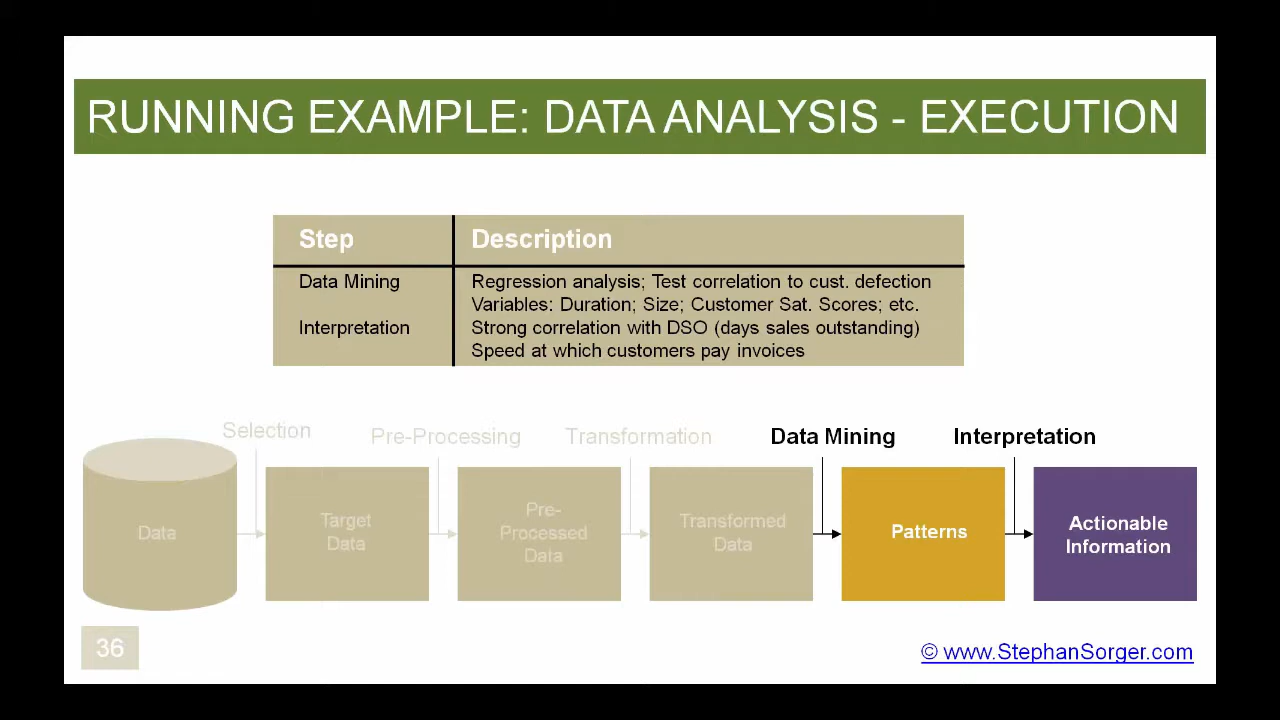 RUNNING EXAMPLE: DATA ANALYSIS - EXECUTION
Step
Description
Data Mining
Regression analysis; Test correlation to cust. defection
Variables: Duration; Size; Customer Sat. Scores; etc.
Interpretation
Strong correlation with DSO (days sales outstanding)
Speed at which customers pay invoices
Selection
Pre-Processing
Transformation
Data Mining
Interpretation
Data
Target
Data
Pre-
Processed
Data
Transformed
Data
Patterns
Actionable
Information
36
© www.StephanSorger.com